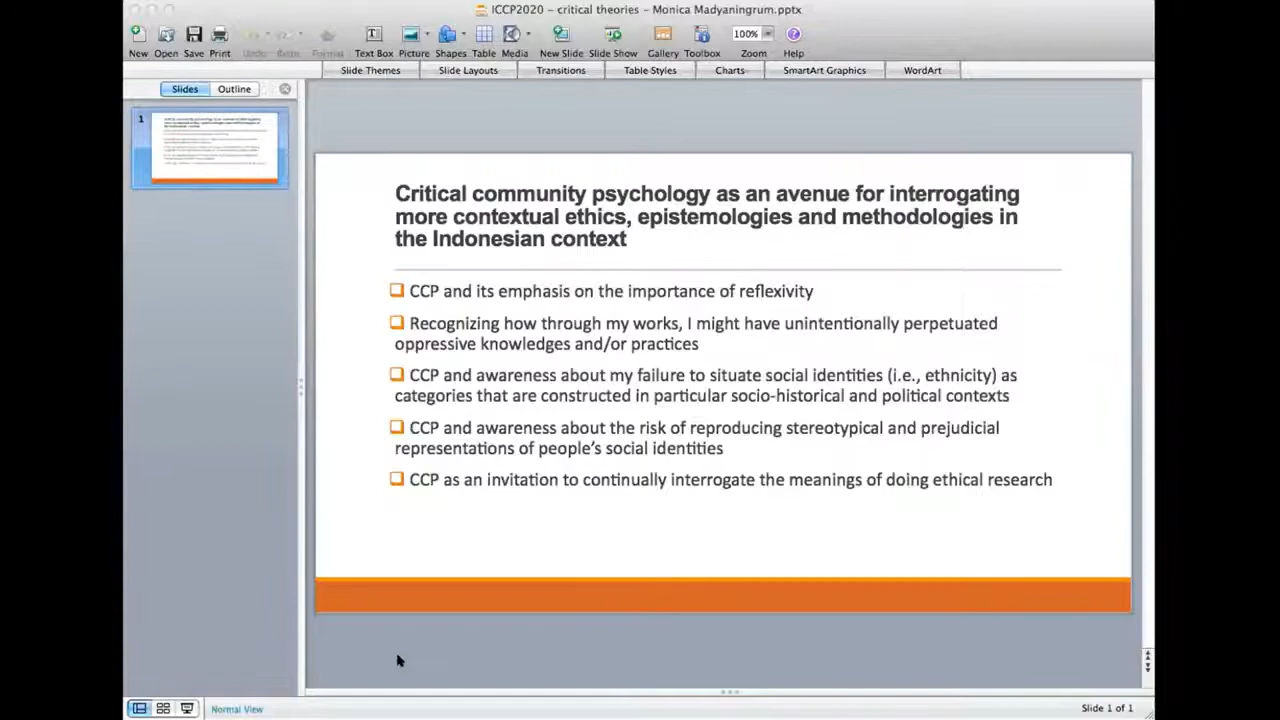 ICCP2020 – critical theories - Monica Madyaningrum.pptx
New Open Save Print Undo Redo Format Text Box Picture Shapes Table Media New Slide Slide Show Gallery Toolbox 100% Zoom Help
Slide Themes Slide Layouts Transitions Table Styles Charts SmartArt Graphics WordArt
Slides Outline
1
Critical community psychology as an avenue for interrogating
more contextual ethics, epistemologies and methodologies in
the Indonesian context
CCP and its emphasis on the importance of reflexivity
Recognizing how through my works, I might have unintentionally perpetuated
oppressive knowledges and/or practices
CCP and awareness about my failure to situate social identities (i.e., ethnicity) as
categories that are constructed in particular socio-historical and political contexts
CCP and awareness about the risk of reproducing stereotypical and prejudicial
representations of people's social identities
CCP as an invitation to continually interrogate the meanings of doing ethical research
Normal View
Slide 1 of 1